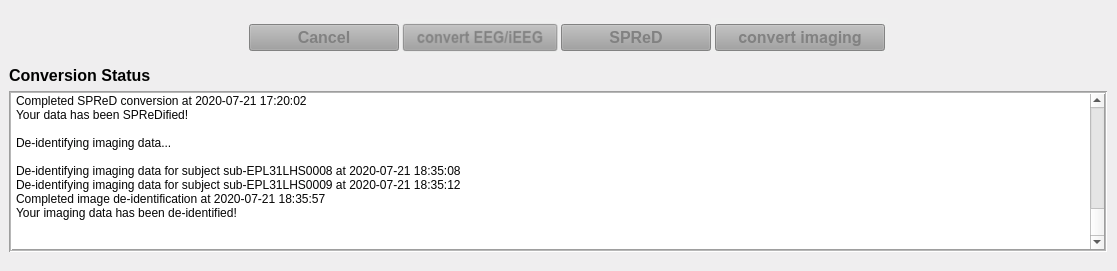 Cancel
convert EEG/iEEG
SPReD
convert imaging
Conversion Status
Completed SPReD conversion at 2020-07-21 17:20:02
Your data has been SPReDified!
De-identifying imaging data...
De-identifying imaging data for subject sub-EPL31LHS0008 at 2020-07-21 18:35:08
De-identifying imaging data for subject sub-EPL31LHS0009 at 2020-07-21 18:35:12
Completed image de-identification at 2020-07-21 18:35:57
Your imaging data has been de-identified!